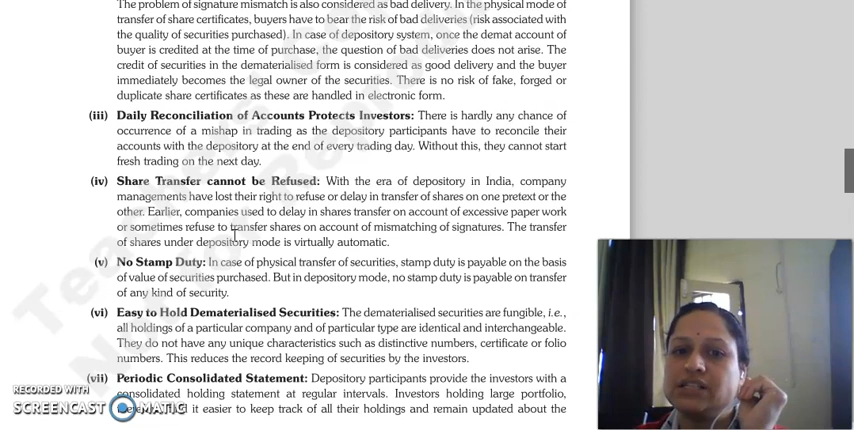 The problem of signature mismatch is also considered as bad delivery. In the physical mode of
transfer of share certificates, buyers have to bear the risk of bad deliveries (risk associated with
the quality of securities purchased). In case of depository system, once the demat account of
buyer is credited at the time of purchase, the question of bad deliveries does not arise. The
credit of securities in the dematerialised form is considered as good delivery and the buyer
immediately becomes the legal owner of the securities. There is no risk of fake, forged or
duplicate share certificates as these are handled in electronic form.
(iii) Daily Reconciliation of Accounts Protects Investors: There is hardly any chance of
occurrence of a mishap in trading as the depository participants have to reconcile their
accounts with the depository at the end of every trading day. Without this, they cannot start
fresh trading on the next day.
(iv) Share Transfer cannot be Refused: With the era of depository in India, company
managements have lost their right to refuse or delay in transfer of shares on one pretext or the
other. Earlier, companies used to delay in shares transfer on account of excessive paper work
or sometimes refuse to transfer shares on account of mismatching of signatures. The transfer
of shares under depository mode is virtually automatic.
(v) No Stamp Duty: In case of physical transfer of securities, stamp duty is payable on the basis
of value of securities purchased. But in depository mode, no stamp duty is payable on transfer
of any kind of security.
(vi) Easy to Hold Dematerialised Securities: The dematerialised securities are fungible, i.e.,
all holdings of a particular company and of particular type are identical and interchangeable.
They do not have any unique characteristics such as distinctive numbers, certificate or folio
numbers. This reduces the record keeping of securities by the investors.
(vii) Periodic Consolidated Statement: Depository participants provide the investors with a
consolidated holding statement at regular intervals. Investors holding large portfolio,
it easier to keep track of all their holdings and remain updated about the
RECORDED WITH
SCREENCAST MATIC